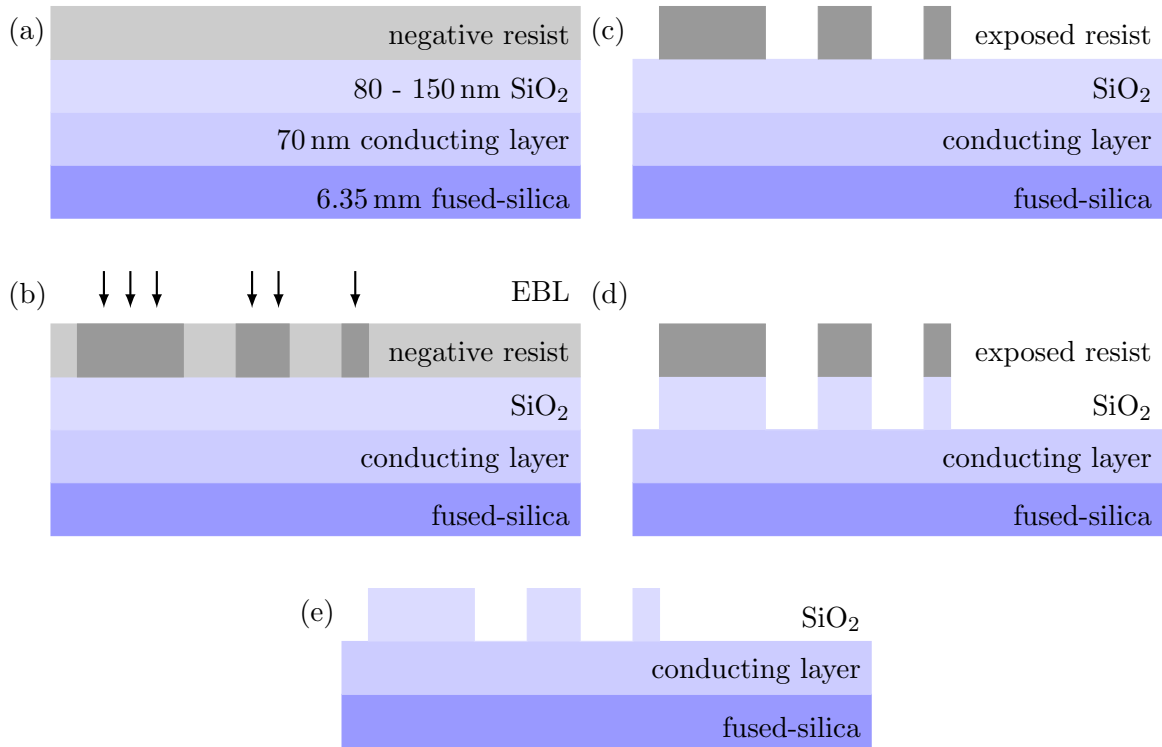 (a)
negative resist
80 - 150 nm SiO₂
70 nm conducting layer
6.35 mm fused-silica
(b)
EBL
negative resist
SiO₂
conducting layer
fused-silica
(c)
exposed resist
SiO₂
conducting layer
fused-silica
(d)
exposed resist
SiO₂
conducting layer
fused-silica
(e)
SiO₂
conducting layer
fused-silica